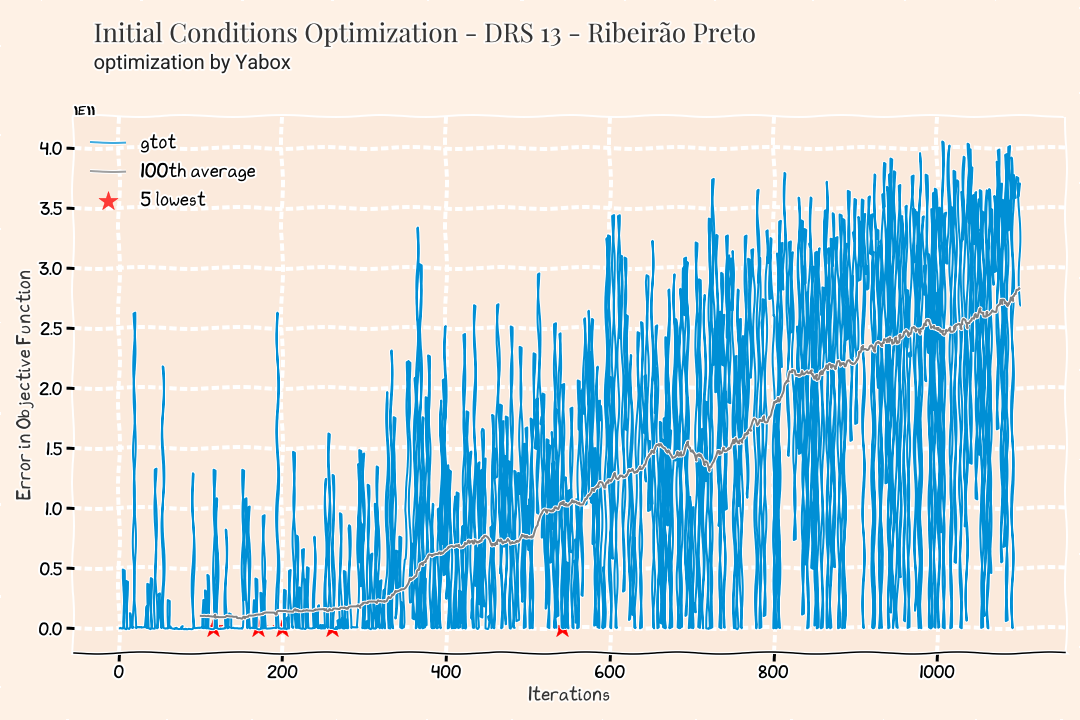 Initial Conditions Optimization - DRS 13 - Ribeirão Preto
optimization by Yabox
1E11
gtot
100th average
5 lowest
4.0
3.5
3.0
2.5
2.0
1.5
1.0
0.5
0.0
Error in Objective Function
0 200 400 600 800 1000
Iterations